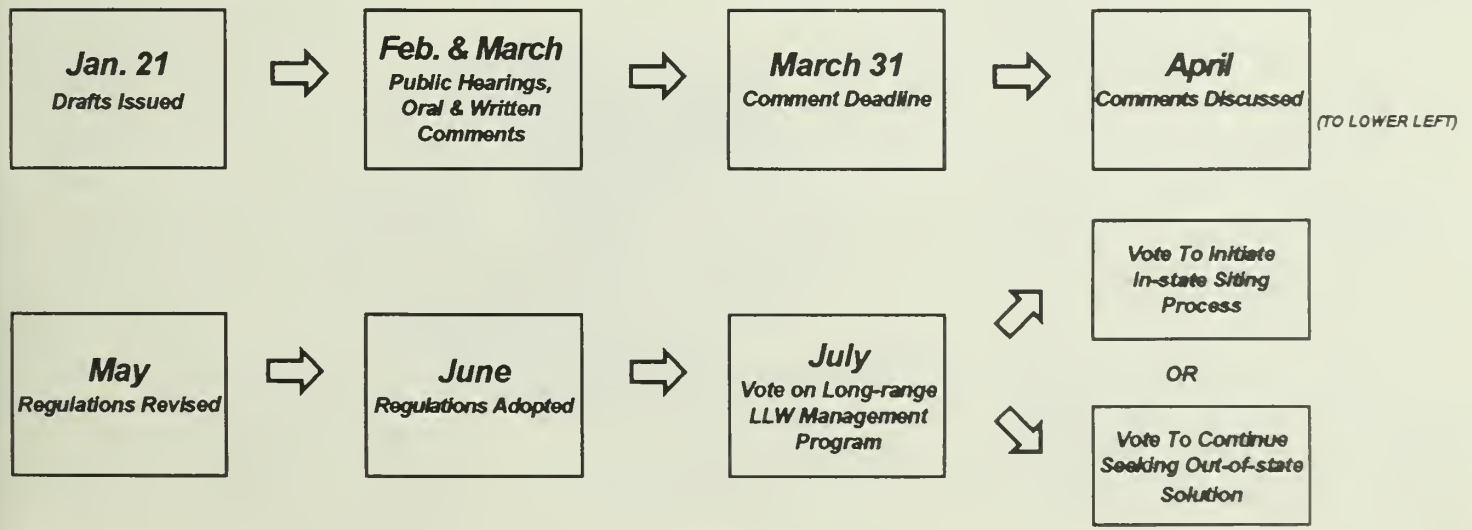 Jan. 21
Drafts Issued
Feb. & March
Public Hearings,
Oral & Written
Comments
March 31
Comment Deadline
April
Comments Discussed
(TO LOWER LEFT)
May
Regulations Revised
June
Regulations Adopted
July
Vote on Long-range
LLW Management
Program
Vote To Initiate
In-state Siting
Process
OR
Vote To Continue
Seeking Out-of-state
Solution